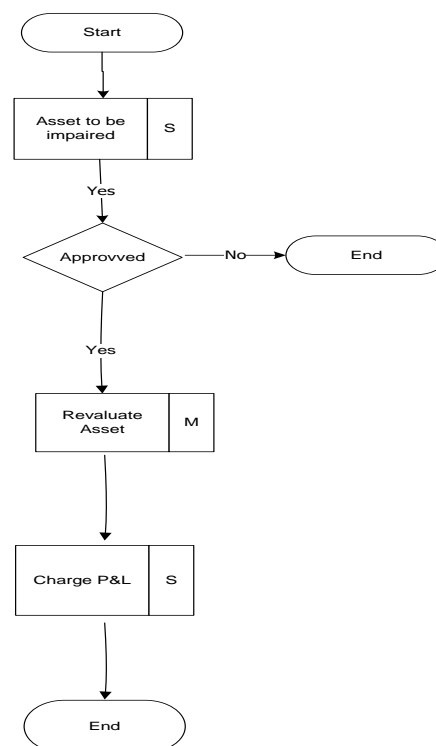 Start
Asset to be
impaired
S
Yes
Approvved
No
End
Yes
Revaluate
Asset
M
Charge P&L
S
End